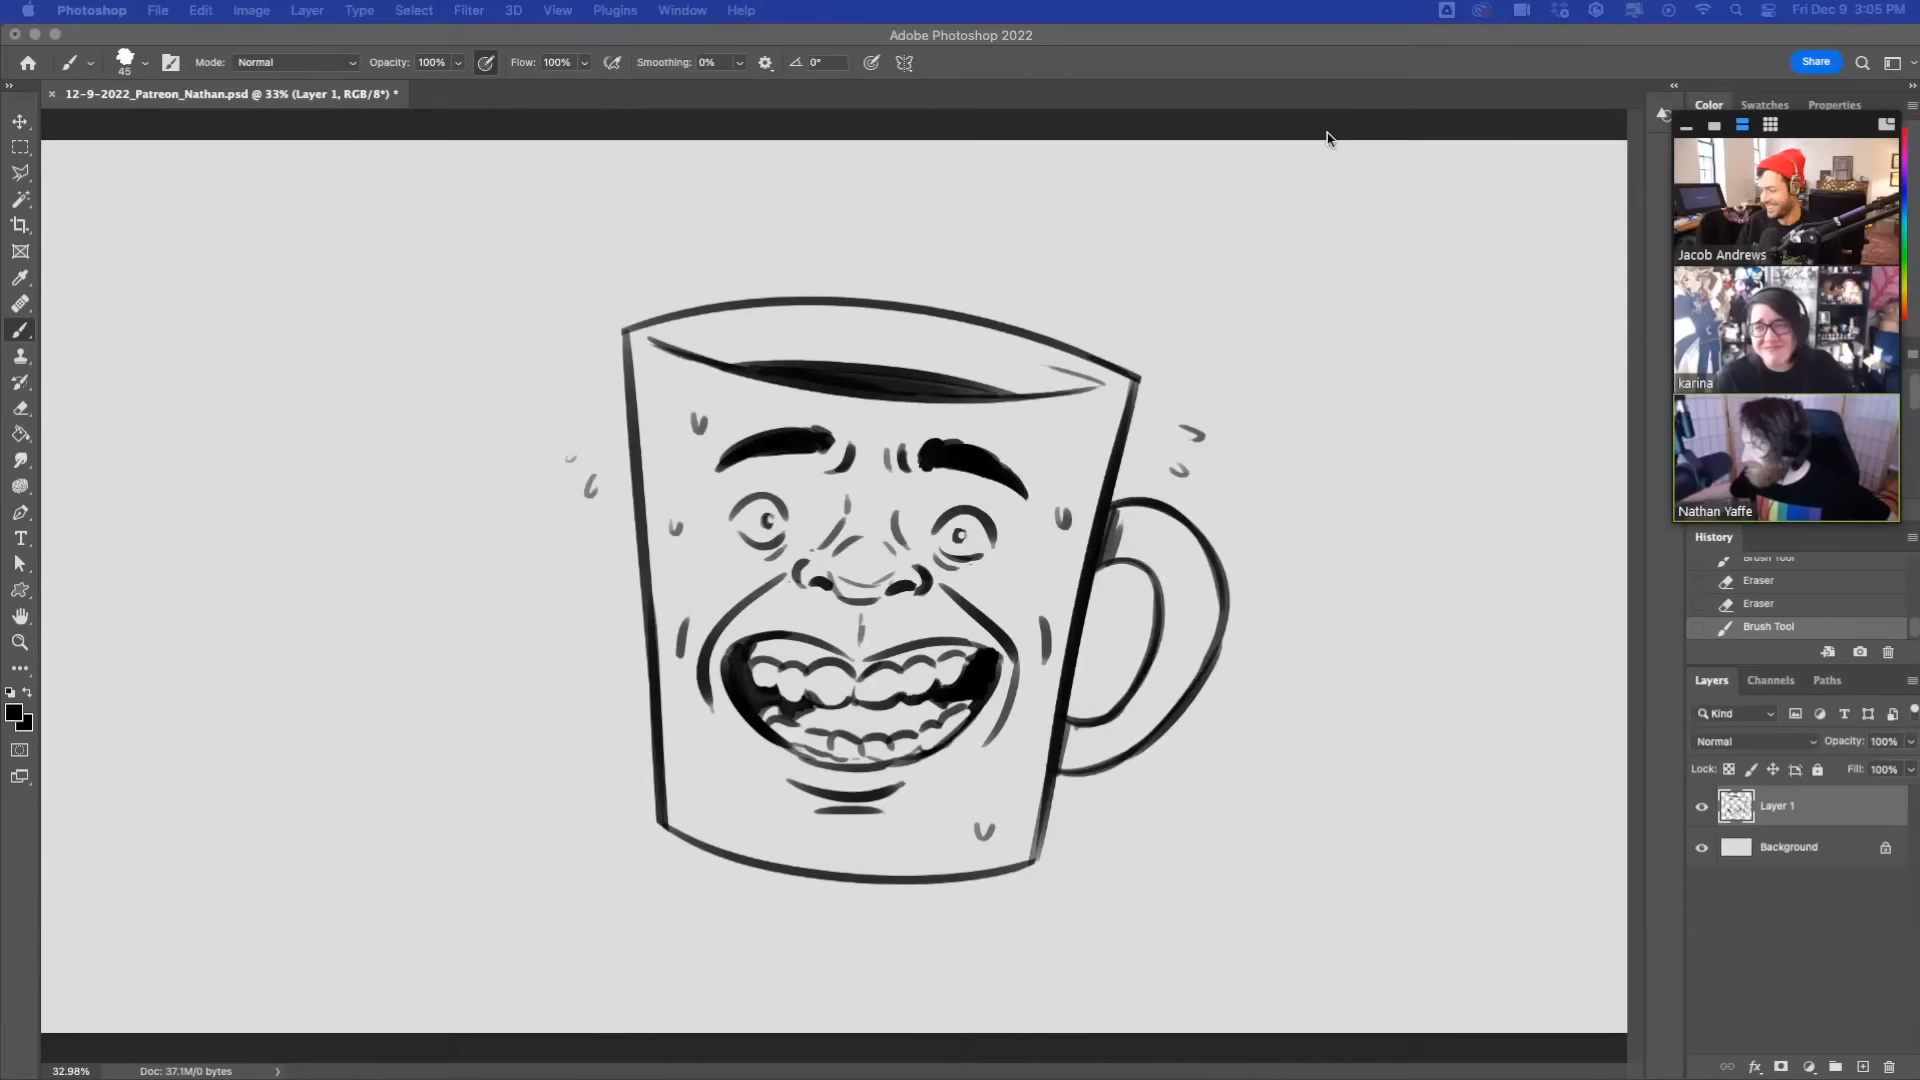 Photoshop File Edit Image Layer Type Select Filter 3D View Plugins Window Help Fri Dec 9 3:05 PM
Adobe Photoshop 2022
45 Mode: Normal Opacity: 100% Flow: 100% Smoothing: 0% 0° Share
× 12-9-2022_Patreon_Nathan.psd @ 33% (Layer 1, RGB/8*) *
Color Swatches Properties
Jacob Andrews
karina
Nathan Yaffe
History
Brush Tool
Eraser
Eraser
Brush Tool
Layers Channels Paths
Kind
Normal Opacity: 100%
Lock: Fill: 100%
Layer 1
Background
32.98% Doc: 37.1M/0 bytes
fx